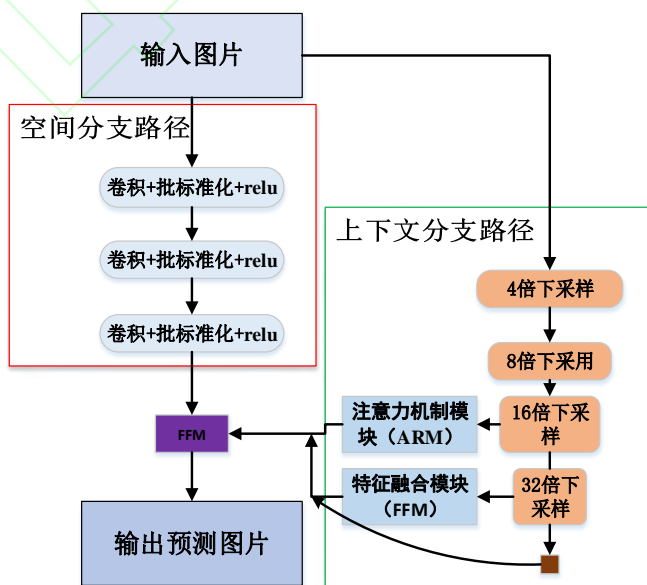 输入图片
空间分支路径
卷积+批标准化+relu
卷积+批标准化+relu
卷积+批标准化+relu
上下文分支路径
4倍下采样
8倍下采用
16倍下采
样
注意力机制模
块（ARM）
FFM
32倍下
采样
特征融合模块
（FFM）
输出预测图片